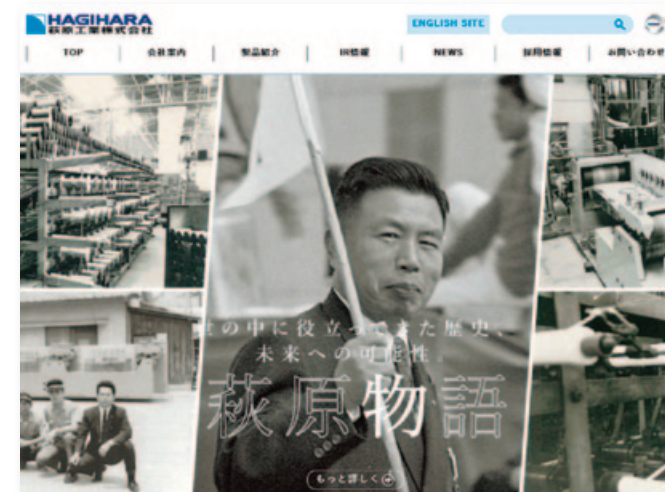 HAGIHARA
萩原工業株式会社
ENGLISH SITE
TOP
会社案内
製品紹介
IR情報
NEWS
採用情報
お問い合わせ
世の中に役立ってきた歴史、
未来への可能性。
萩原物語
もっと詳しく